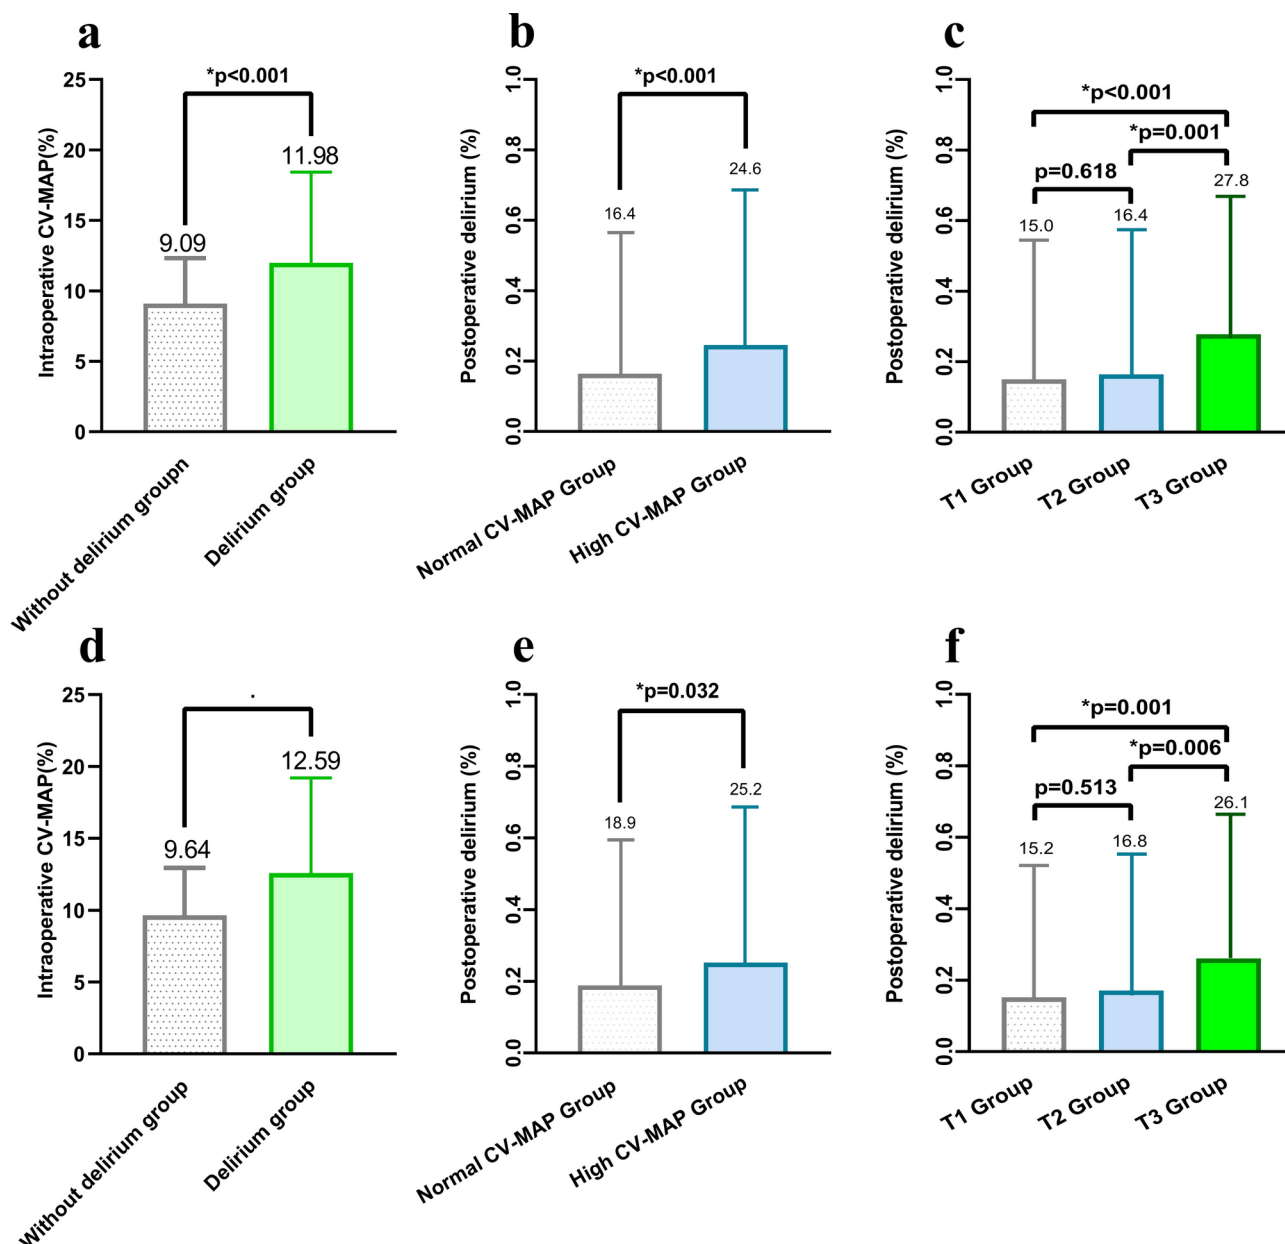 a
*p<0.001
25
20
15
10
5
0
Intraoperative CV-MAP(%)
9.09
11.98
Without delirium groupn
Delirium group
b
*p<0.001
1.0
0.8
0.6
0.4
0.2
0.0
Postoperative delirium (%)
16.4
24.6
Normal CV-MAP Group
High CV-MAP Group
c
*p<0.001
*p=0.001
p=0.618
1.0
0.8
0.6
0.4
0.2
0.0
Postoperative delirium (%)
15.0
16.4
27.8
T1 Group
T2 Group
T3 Group
d
.
25
20
15
10
5
0
Intraoperative CV-MAP(%)
9.64
12.59
Without delirium group
Delirium group
e
*p=0.032
1.0
0.8
0.6
0.4
0.2
0.0
Postoperative delirium (%)
18.9
25.2
Normal CV-MAP Group
High CV-MAP Group
f
*p=0.001
*p=0.006
p=0.513
1.0
0.8
0.6
0.4
0.2
0.0
Postoperative delirium (%)
15.2
16.8
26.1
T1 Group
T2 Group
T3 Group